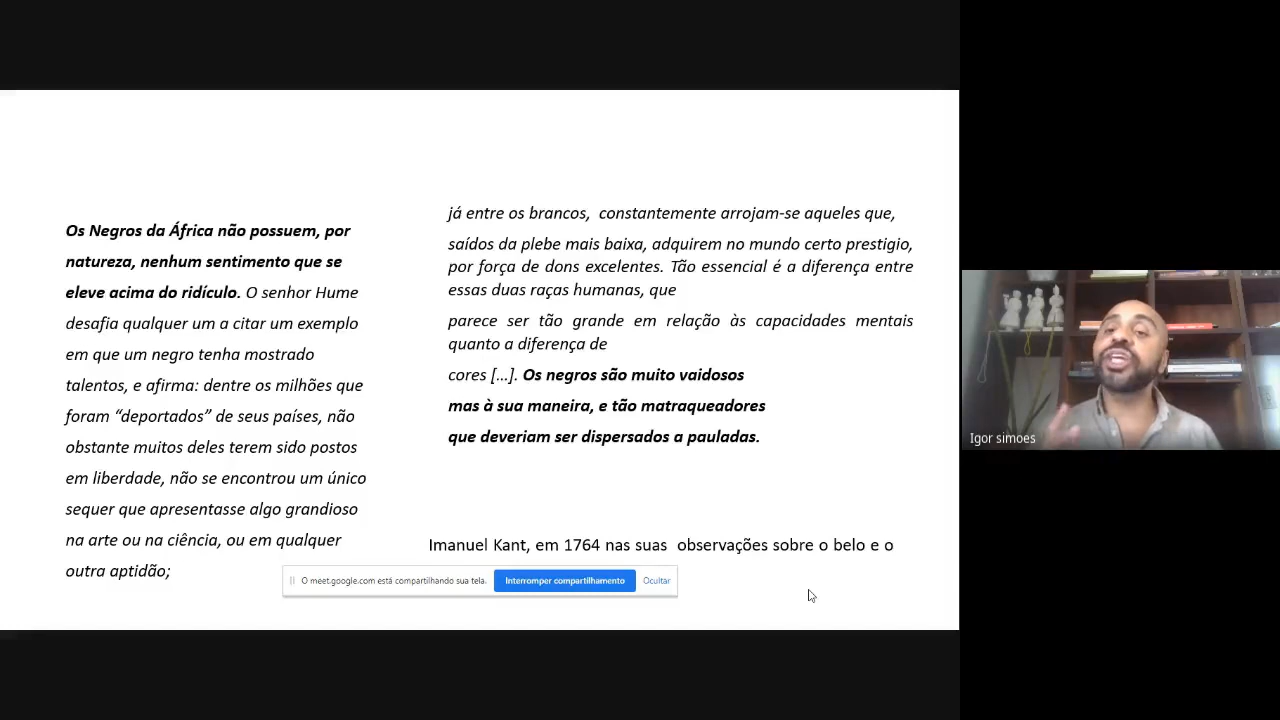 Os Negros da África não possuem, por
natureza, nenhum sentimento que se
eleve acima do ridículo. O senhor Hume
desafia qualquer um a citar um exemplo
em que um negro tenha mostrado
talentos, e afirma: dentre os milhões que
foram “deportados” de seus países, não
obstante muitos deles terem sido postos
em liberdade, não se encontrou um único
sequer que apresentasse algo grandioso
na arte ou na ciência, ou em qualquer
outra aptidão;
já entre os brancos, constantemente arrojam-se aqueles que,
saídos da plebe mais baixa, adquirem no mundo certo prestigio,
por força de dons excelentes. Tão essencial é a diferença entre
essas duas raças humanas, que
parece ser tão grande em relação às capacidades mentais
quanto a diferença de
cores [...]. Os negros são muito vaidosos
mas à sua maneira, e tão matraqueadores
que deveriam ser dispersados a pauladas.
Imanuel Kant, em 1764 nas suas observações sobre o belo e o
O meet.google.com está compartilhando sua tela. Interromper compartilhamento Ocultar
Igor simoes